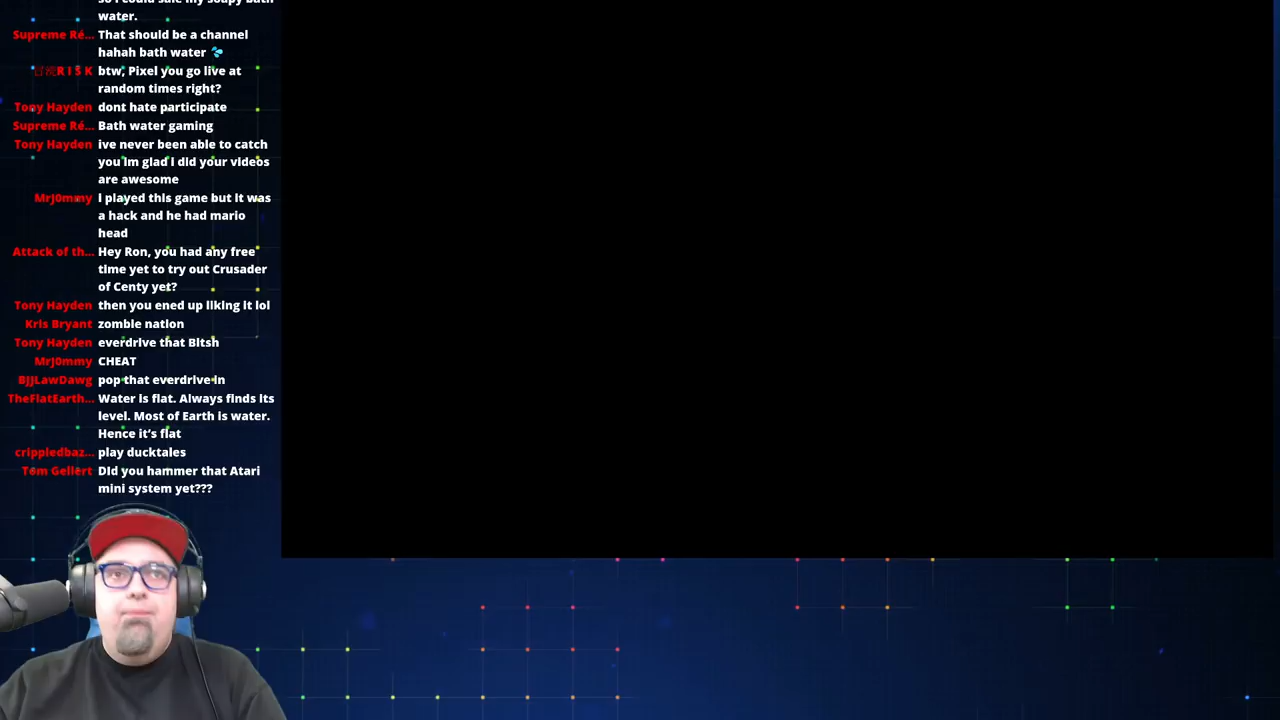 so I could sale my soapy bath
water.
Supreme Ré... That should be a channel
hahah bath water 💦
R I S K btw, Pixel you go live at
random times right?
Tony Hayden dont hate participate
Supreme Ré... Bath water gaming
Tony Hayden ive never been able to catch
you im glad i did your videos
are awesome
MrJ0mmy I played this game but it was
a hack and he had mario
head
Attack of th... Hey Ron, you had any free
time yet to try out Crusader
of Centy yet?
Tony Hayden then you ened up liking it lol
Kris Bryant zombie nation
Tony Hayden everdrive that Bitsh
MrJ0mmy CHEAT
BJJLawDawg pop that everdrive in
TheFlatEarth... Water is flat. Always finds its
level. Most of Earth is water.
Hence it’s flat
crippledbaz... play ducktales
Tom Gellert Did you hammer that Atari
mini system yet???